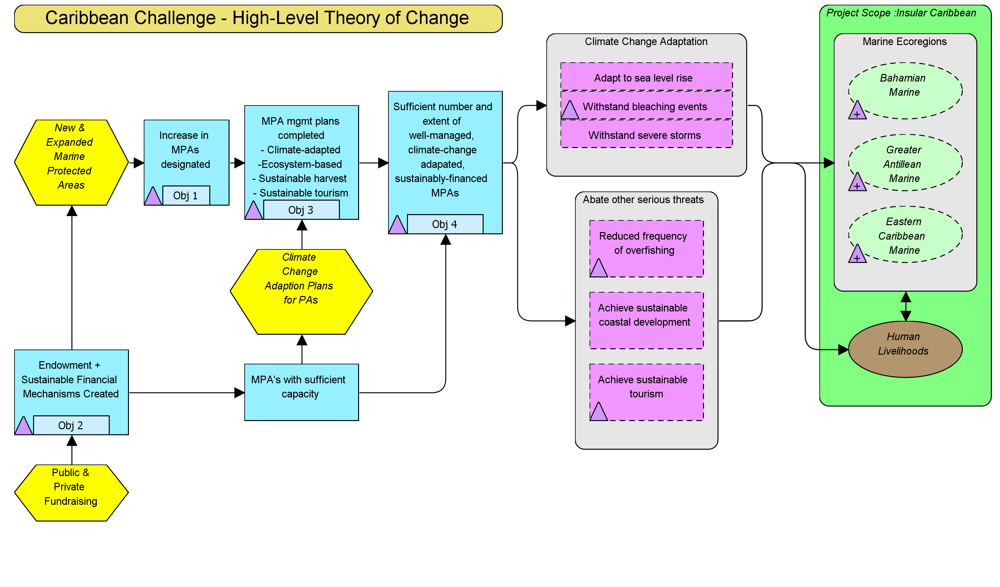 Caribbean Challenge - High-Level Theory of Change
New &
Expanded
Marine
Protected
Areas
Increase in
MPAs
designated
Obj 1
MPA mgmt plans
completed
- Climate-adapted
-Ecosystem-based
- Sustainable harvest
- Sustainable tourism
Obj 3
Sufficient number and
extent of
well-managed,
climate-change
adapated,
sustainably-financed
MPAs
Obj 4
Climate
Change
Adaption Plans
for PAs
Endowment +
Sustainable Financial
Mechanisms Created
Obj 2
MPA's with sufficient
capacity
Public &
Private
Fundraising
Climate Change Adaptation
Adapt to sea level rise
Withstand bleaching events
Withstand severe storms
Abate other serious threats
Reduced frequency
of overfishing
Achieve sustainable
coastal development
Achieve sustainable
tourism
Project Scope :Insular Caribbean
Marine Ecoregions
Bahamian
Marine
+
Greater
Antillean
Marine
+
Eastern
Caribbean
Marine
+
Human
Livelihoods